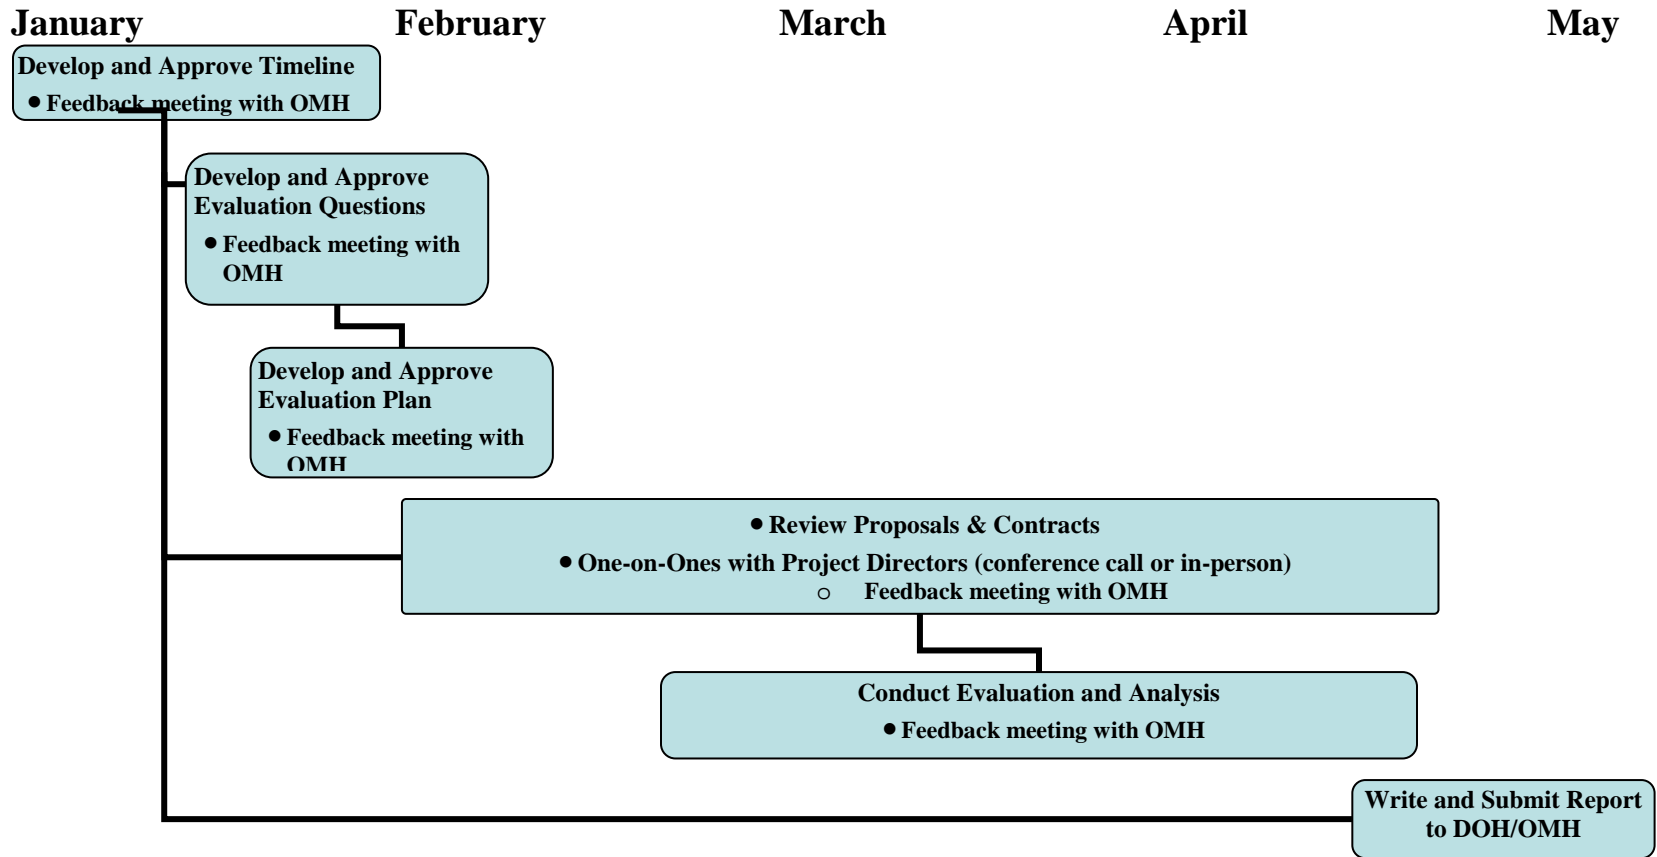 January February March April May
Develop and Approve Timeline
• Feedback meeting with OMH
Develop and Approve
Evaluation Questions
• Feedback meeting with
OMH
Develop and Approve
Evaluation Plan
• Feedback meeting with
OMH
• Review Proposals & Contracts
• One-on-Ones with Project Directors (conference call or in-person)
o Feedback meeting with OMH
Conduct Evaluation and Analysis
• Feedback meeting with OMH
Write and Submit Report
to DOH/OMH